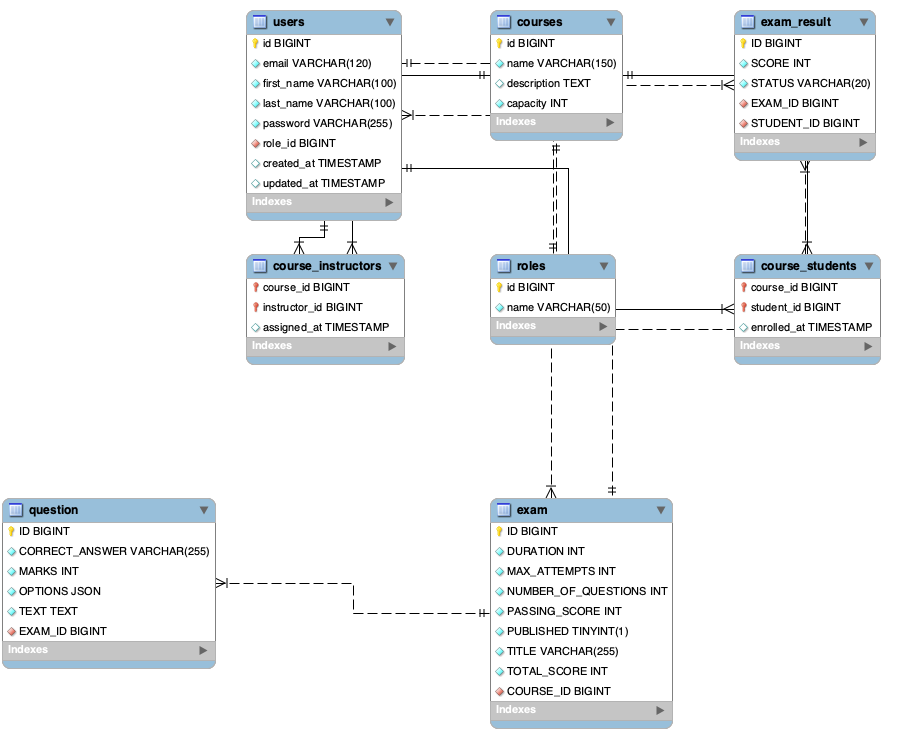 users
id BIGINT
email VARCHAR(120)
first_name VARCHAR(100)
last_name VARCHAR(100)
password VARCHAR(255)
role_id BIGINT
created_at TIMESTAMP
updated_at TIMESTAMP
Indexes
courses
id BIGINT
name VARCHAR(150)
description TEXT
capacity INT
Indexes
exam_result
ID BIGINT
SCORE INT
STATUS VARCHAR(20)
EXAM_ID BIGINT
STUDENT_ID BIGINT
Indexes
course_instructors
course_id BIGINT
instructor_id BIGINT
assigned_at TIMESTAMP
Indexes
roles
id BIGINT
name VARCHAR(50)
Indexes
course_students
course_id BIGINT
student_id BIGINT
enrolled_at TIMESTAMP
Indexes
question
ID BIGINT
CORRECT_ANSWER VARCHAR(255)
MARKS INT
OPTIONS JSON
TEXT TEXT
EXAM_ID BIGINT
Indexes
exam
ID BIGINT
DURATION INT
MAX_ATTEMPTS INT
NUMBER_OF_QUESTIONS INT
PASSING_SCORE INT
PUBLISHED TINYINT(1)
TITLE VARCHAR(255)
TOTAL_SCORE INT
COURSE_ID BIGINT
Indexes